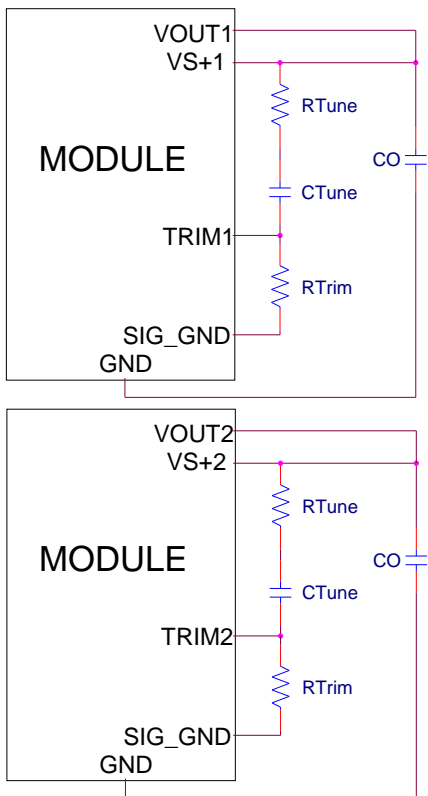 VOUT1
VS+1
RTune
MODULE
CO
CTune
TRIM1
RTrim
SIG_GND
GND
VOUT2
VS+2
RTune
MODULE
CO
CTune
TRIM2
RTrim
SIG_GND
GND